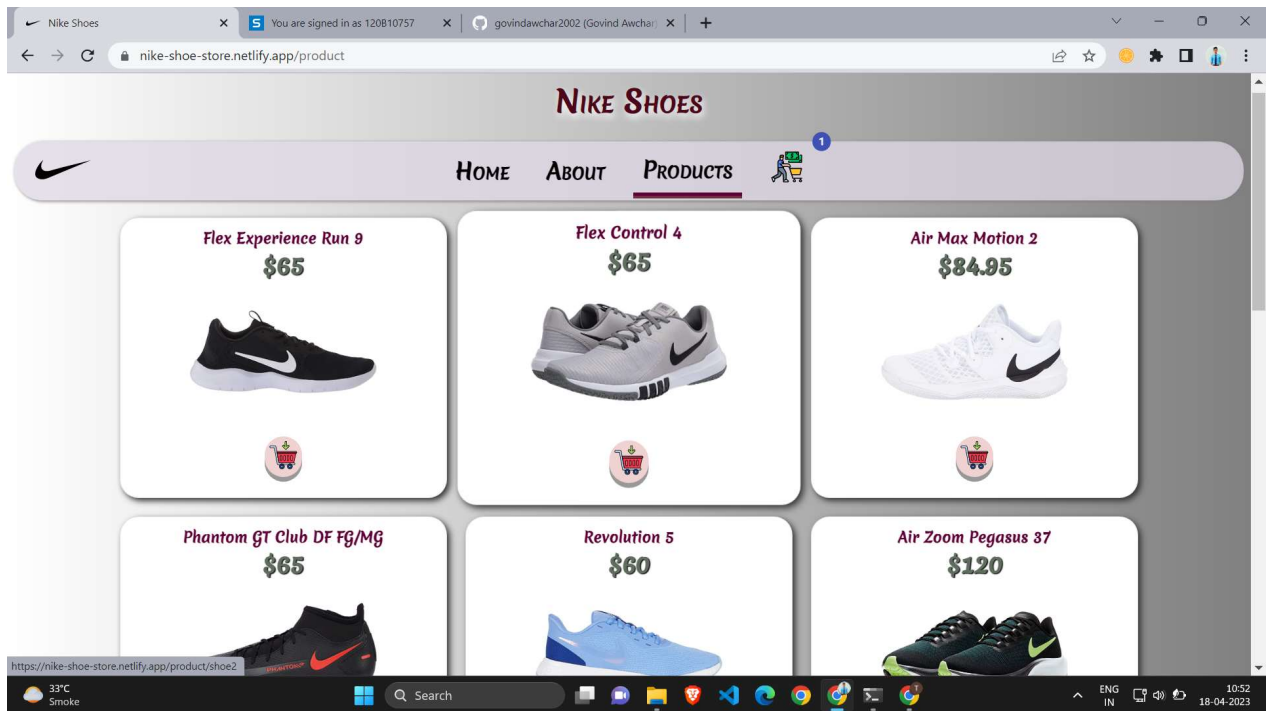 Nike Shoes
You are signed in as 120B10757
govindawchar2002 (Govind Awchar
nike-shoe-store.netlify.app/product
Nike Shoes
1
Home About Products
Flex Experience Run 9
$65
Flex Control 4
$65
Air Max Motion 2
$84.95
Phantom GT Club DF FG/MG
$65
Revolution 5
$60
Air Zoom Pegasus 37
$120
PHANTOM
https://nike-shoe-store.netlify.app/product/shoe2
33°C
Smoke
Search
ENG
IN
10:52
18-04-2023